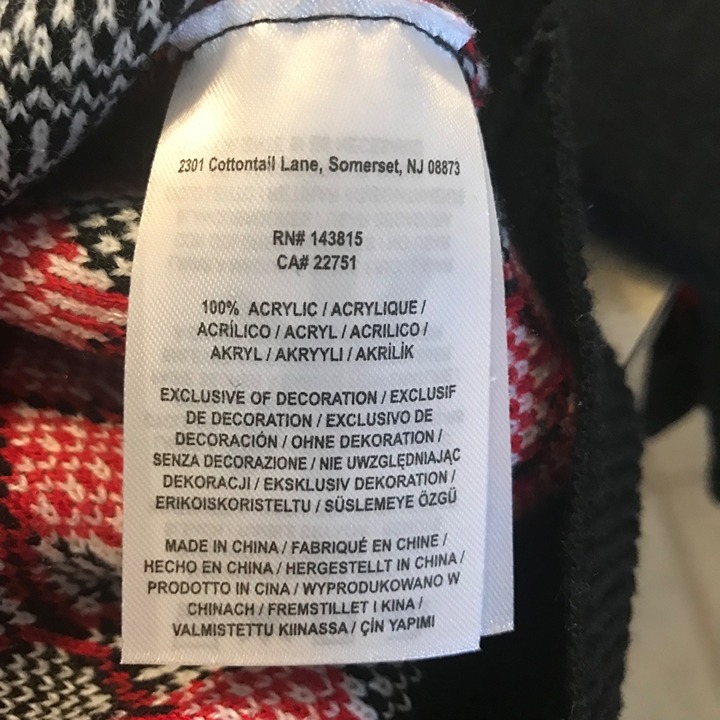 2301 Cottontail Lane, Somerset, NJ 08873
RN# 143815
CA# 22751
100% ACRYLIC / ACRYLIQUE /
ACRÍLICO / ACRYL / ACRILICO /
AKRYL / AKRYYLI / AKRİLİK
EXCLUSIVE OF DECORATION / EXCLUSIF
DE DECORATION / EXCLUSIVO DE
DECORACIÓN / OHNE DEKORATION /
SENZA DECORAZIONE / NIE UWZGLĘDNIAJĄC
DEKORACJI / EKSKLUSIV DEKORATION /
ERIKOISKORISTELTU / SÜSLEMEYE ÖZGÜ
MADE IN CHINA / FABRIQUÉ EN CHINE /
HECHO EN CHINA / HERGESTELLT IN CHINA /
PRODOTTO IN CINA / WYPRODUKOWANO W
CHINACH / FREMSTILLET I KINA /
VALMISTETTU KIINASSA / ÇİN YAPIMI